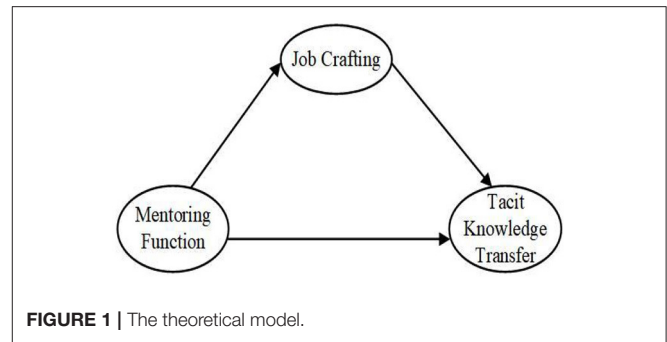 Job Crafting
Mentoring
Function
Tacit
Knowledge
Transfer
FIGURE 1 | The theoretical model.